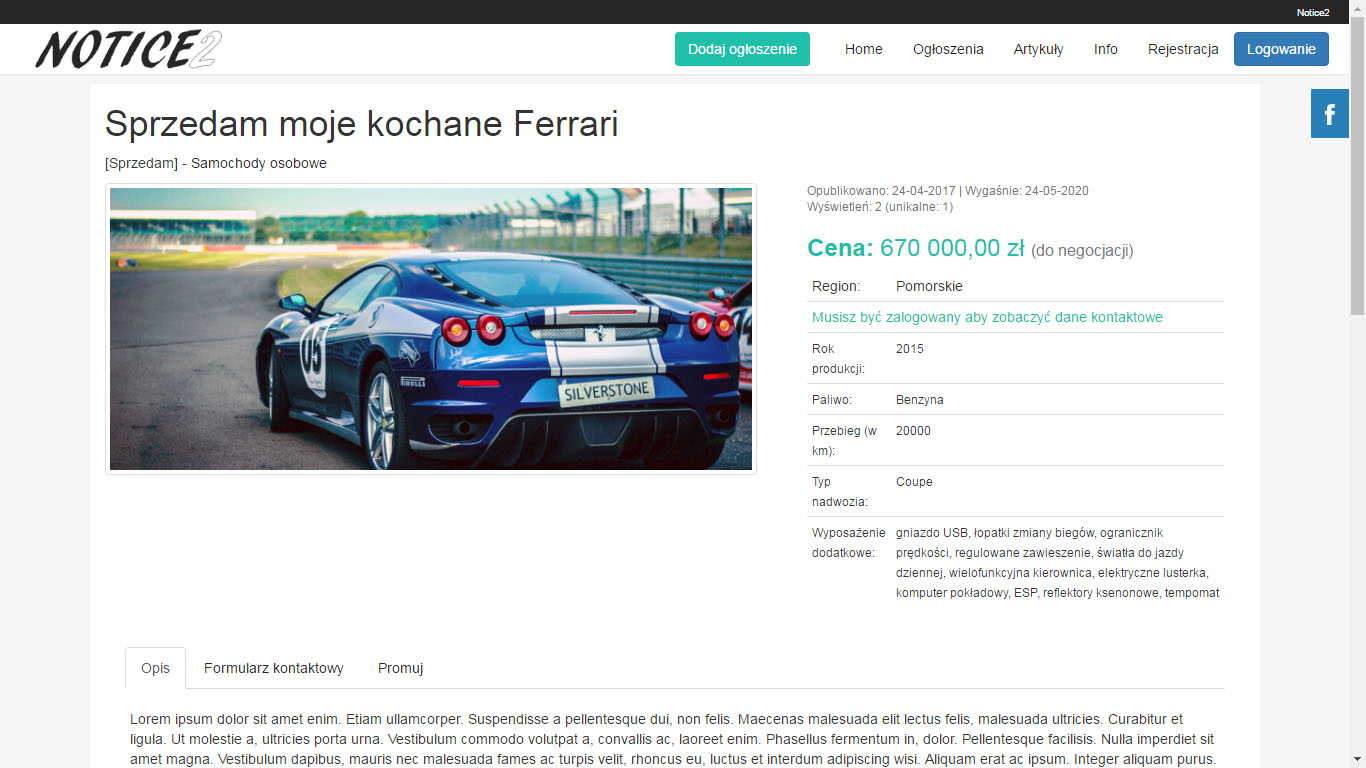 Notice2
NOTICE2
Dodaj ogłoszenie
Home
Ogłoszenia
Artykuły
Info
Rejestracja
Logowanie
f
Sprzedam moje kochane Ferrari
[Sprzedam] - Samochody osobowe
Opublikowano: 24-04-2017 | Wygaśnie: 24-05-2020
Wyświetleń: 2 (unikalne: 1)
Cena: 670 000,00 zł (do negocjacji)
Region: Pomorskie
Musisz być zalogowany aby zobaczyć dane kontaktowe
Rok produkcji: 2015
Paliwo: Benzyna
Przebieg (w km): 20000
Typ nadwozia: Coupe
Wyposażenie dodatkowe: gniazdo USB, łopatki zmiany biegów, ogranicznik
prędkości, regulowane zawieszenie, światła do jazdy
dziennej, wielofunkcyjna kierownica, elektryczne lusterka,
komputer pokładowy, ESP, reflektory ksenonowe, tempomat
03
PIRELLI
SILVERSTONE
Opis
Formularz kontaktowy
Promuj
Lorem ipsum dolor sit amet enim. Etiam ullamcorper. Suspendisse a pellentesque dui, non felis. Maecenas malesuada elit lectus felis, malesuada ultricies. Curabitur et
ligula. Ut molestie a, ultricies porta urna. Vestibulum commodo volutpat a, convallis ac, laoreet enim. Phasellus fermentum in, dolor. Pellentesque facilisis. Nulla imperdiet sit
amet magna. Vestibulum dapibus, mauris nec malesuada fames ac turpis velit, rhoncus eu, luctus et interdum adipiscing wisi. Aliquam erat ac ipsum. Integer aliquam purus.